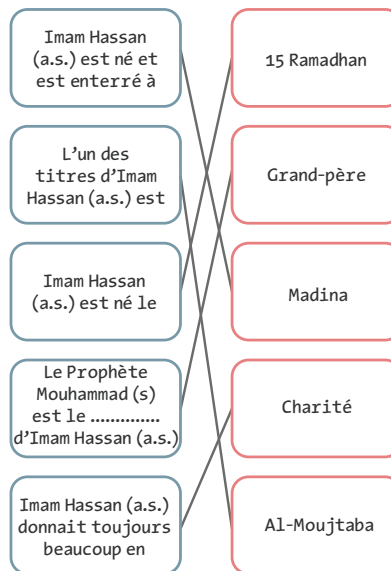 Imam Hassan
(a.s.) est né et
est enterré à
15 Ramadhan
L'un des
titres d'Imam
Hassan (a.s.) est
Grand-père
Imam Hassan
(a.s.) est né le
Madina
Le Prophète
Mouhammad (s)
est le ..............
d'Imam Hassan (a.s.)
Charité
Imam Hassan (a.s.)
donnait toujours
beaucoup en
Al-Moujtaba